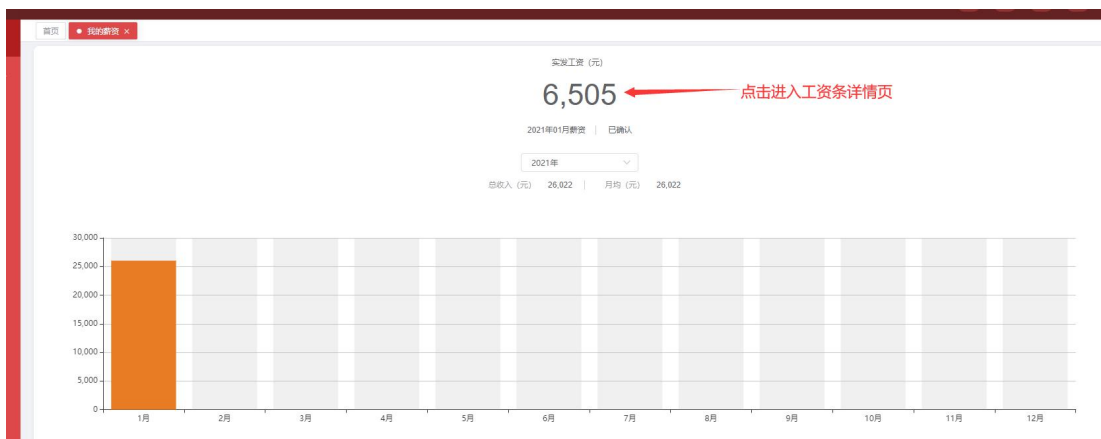 首页 我的薪资 ×
实发工资 (元)
6,505 点击进入工资条详情页
2021年01月薪资 | 已确认
2021年
总收入 (元) 26,022 | 月均 (元) 26,022
30,000
25,000
20,000
15,000
10,000
5,000
0
1月 2月 3月 4月 5月 6月 7月 8月 9月 10月 11月 12月